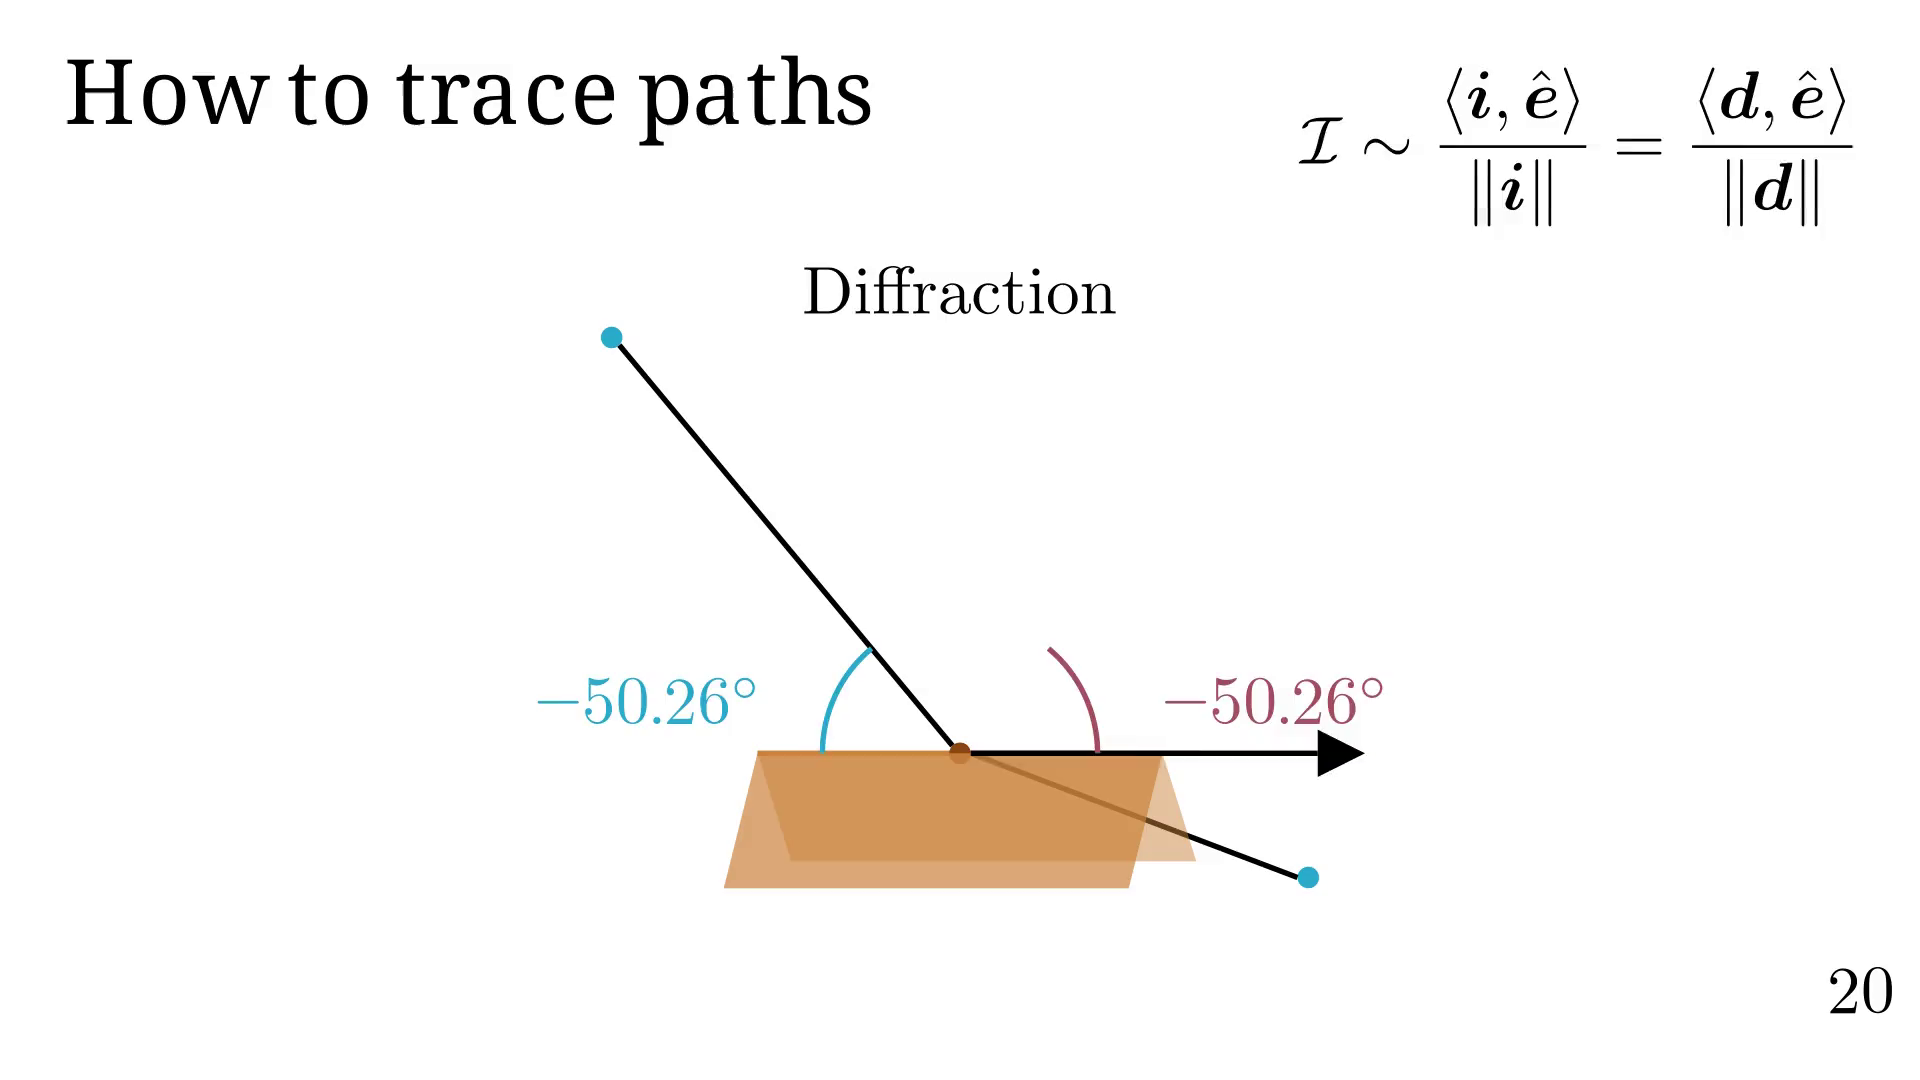 How to trace paths
𝓘 ∼ ⟨𝒊, ê⟩ / ‖𝒊‖ = ⟨𝒅, ê⟩ / ‖𝒅‖
Diffraction
−50.26° −50.26°
20